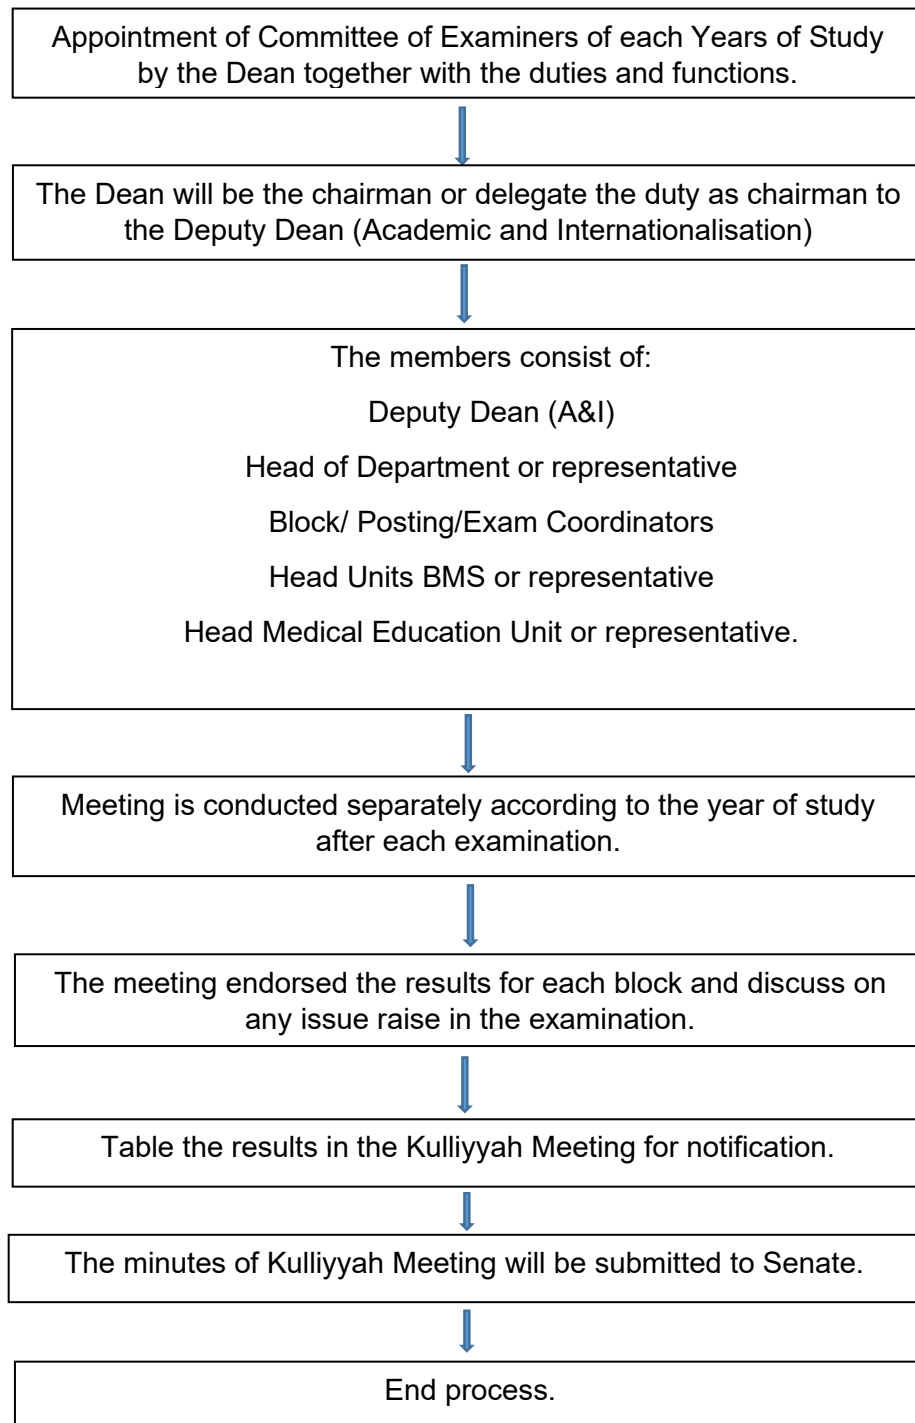 Appointment of Committee of Examiners of each Years of Study
by the Dean together with the duties and functions.
The Dean will be the chairman or delegate the duty as chairman to
the Deputy Dean (Academic and Internationalisation)
The members consist of:
Deputy Dean (A&I)
Head of Department or representative
Block/ Posting/Exam Coordinators
Head Units BMS or representative
Head Medical Education Unit or representative.
Meeting is conducted separately according to the year of study
after each examination.
The meeting endorsed the results for each block and discuss on
any issue raise in the examination.
Table the results in the Kulliyyah Meeting for notification.
The minutes of Kulliyyah Meeting will be submitted to Senate.
End process.